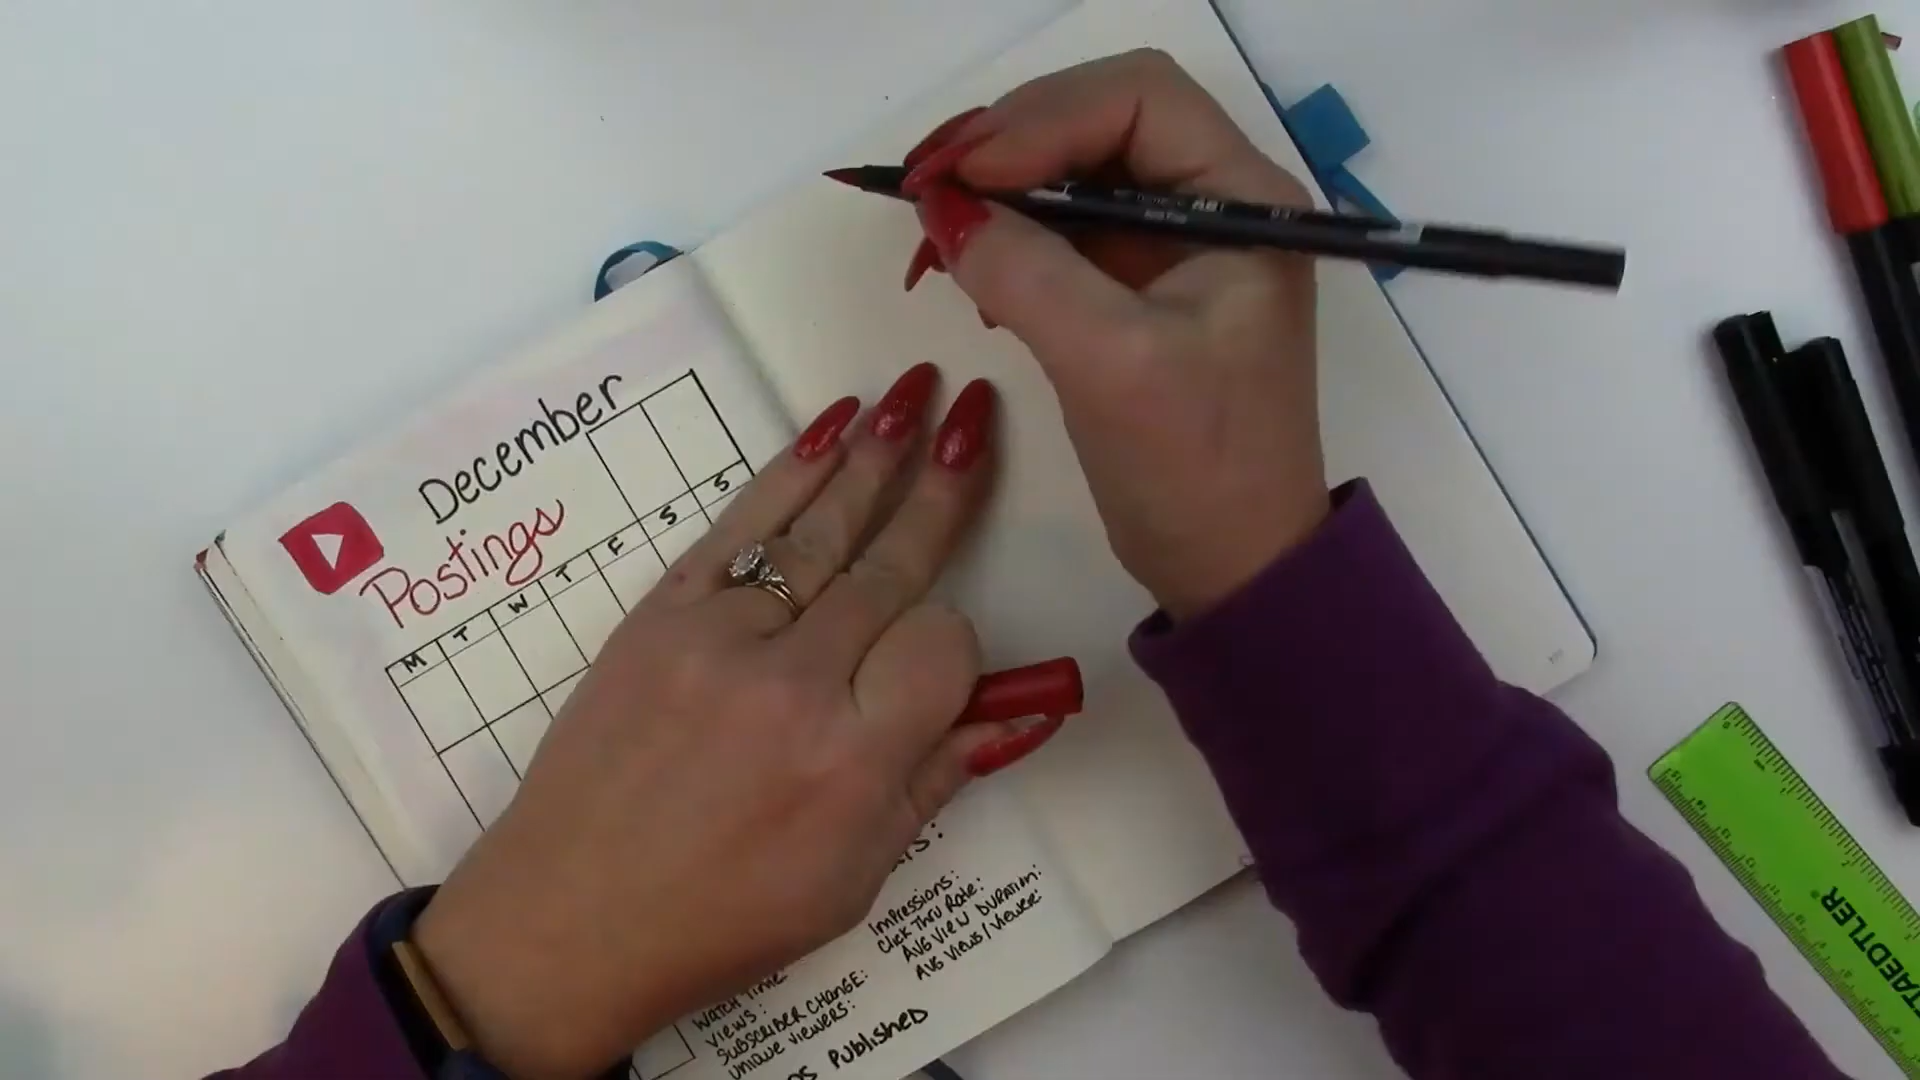 December
Postings
M T W T F S S
Impressions:
Click Thru Rate:
AVG VIEW DURATION:
AVG VIEWS/VIEWER:
WATCH TIME
VIEWS:
SUBSCRIBER CHANGE:
UNIQUE VIEWERS:
Published